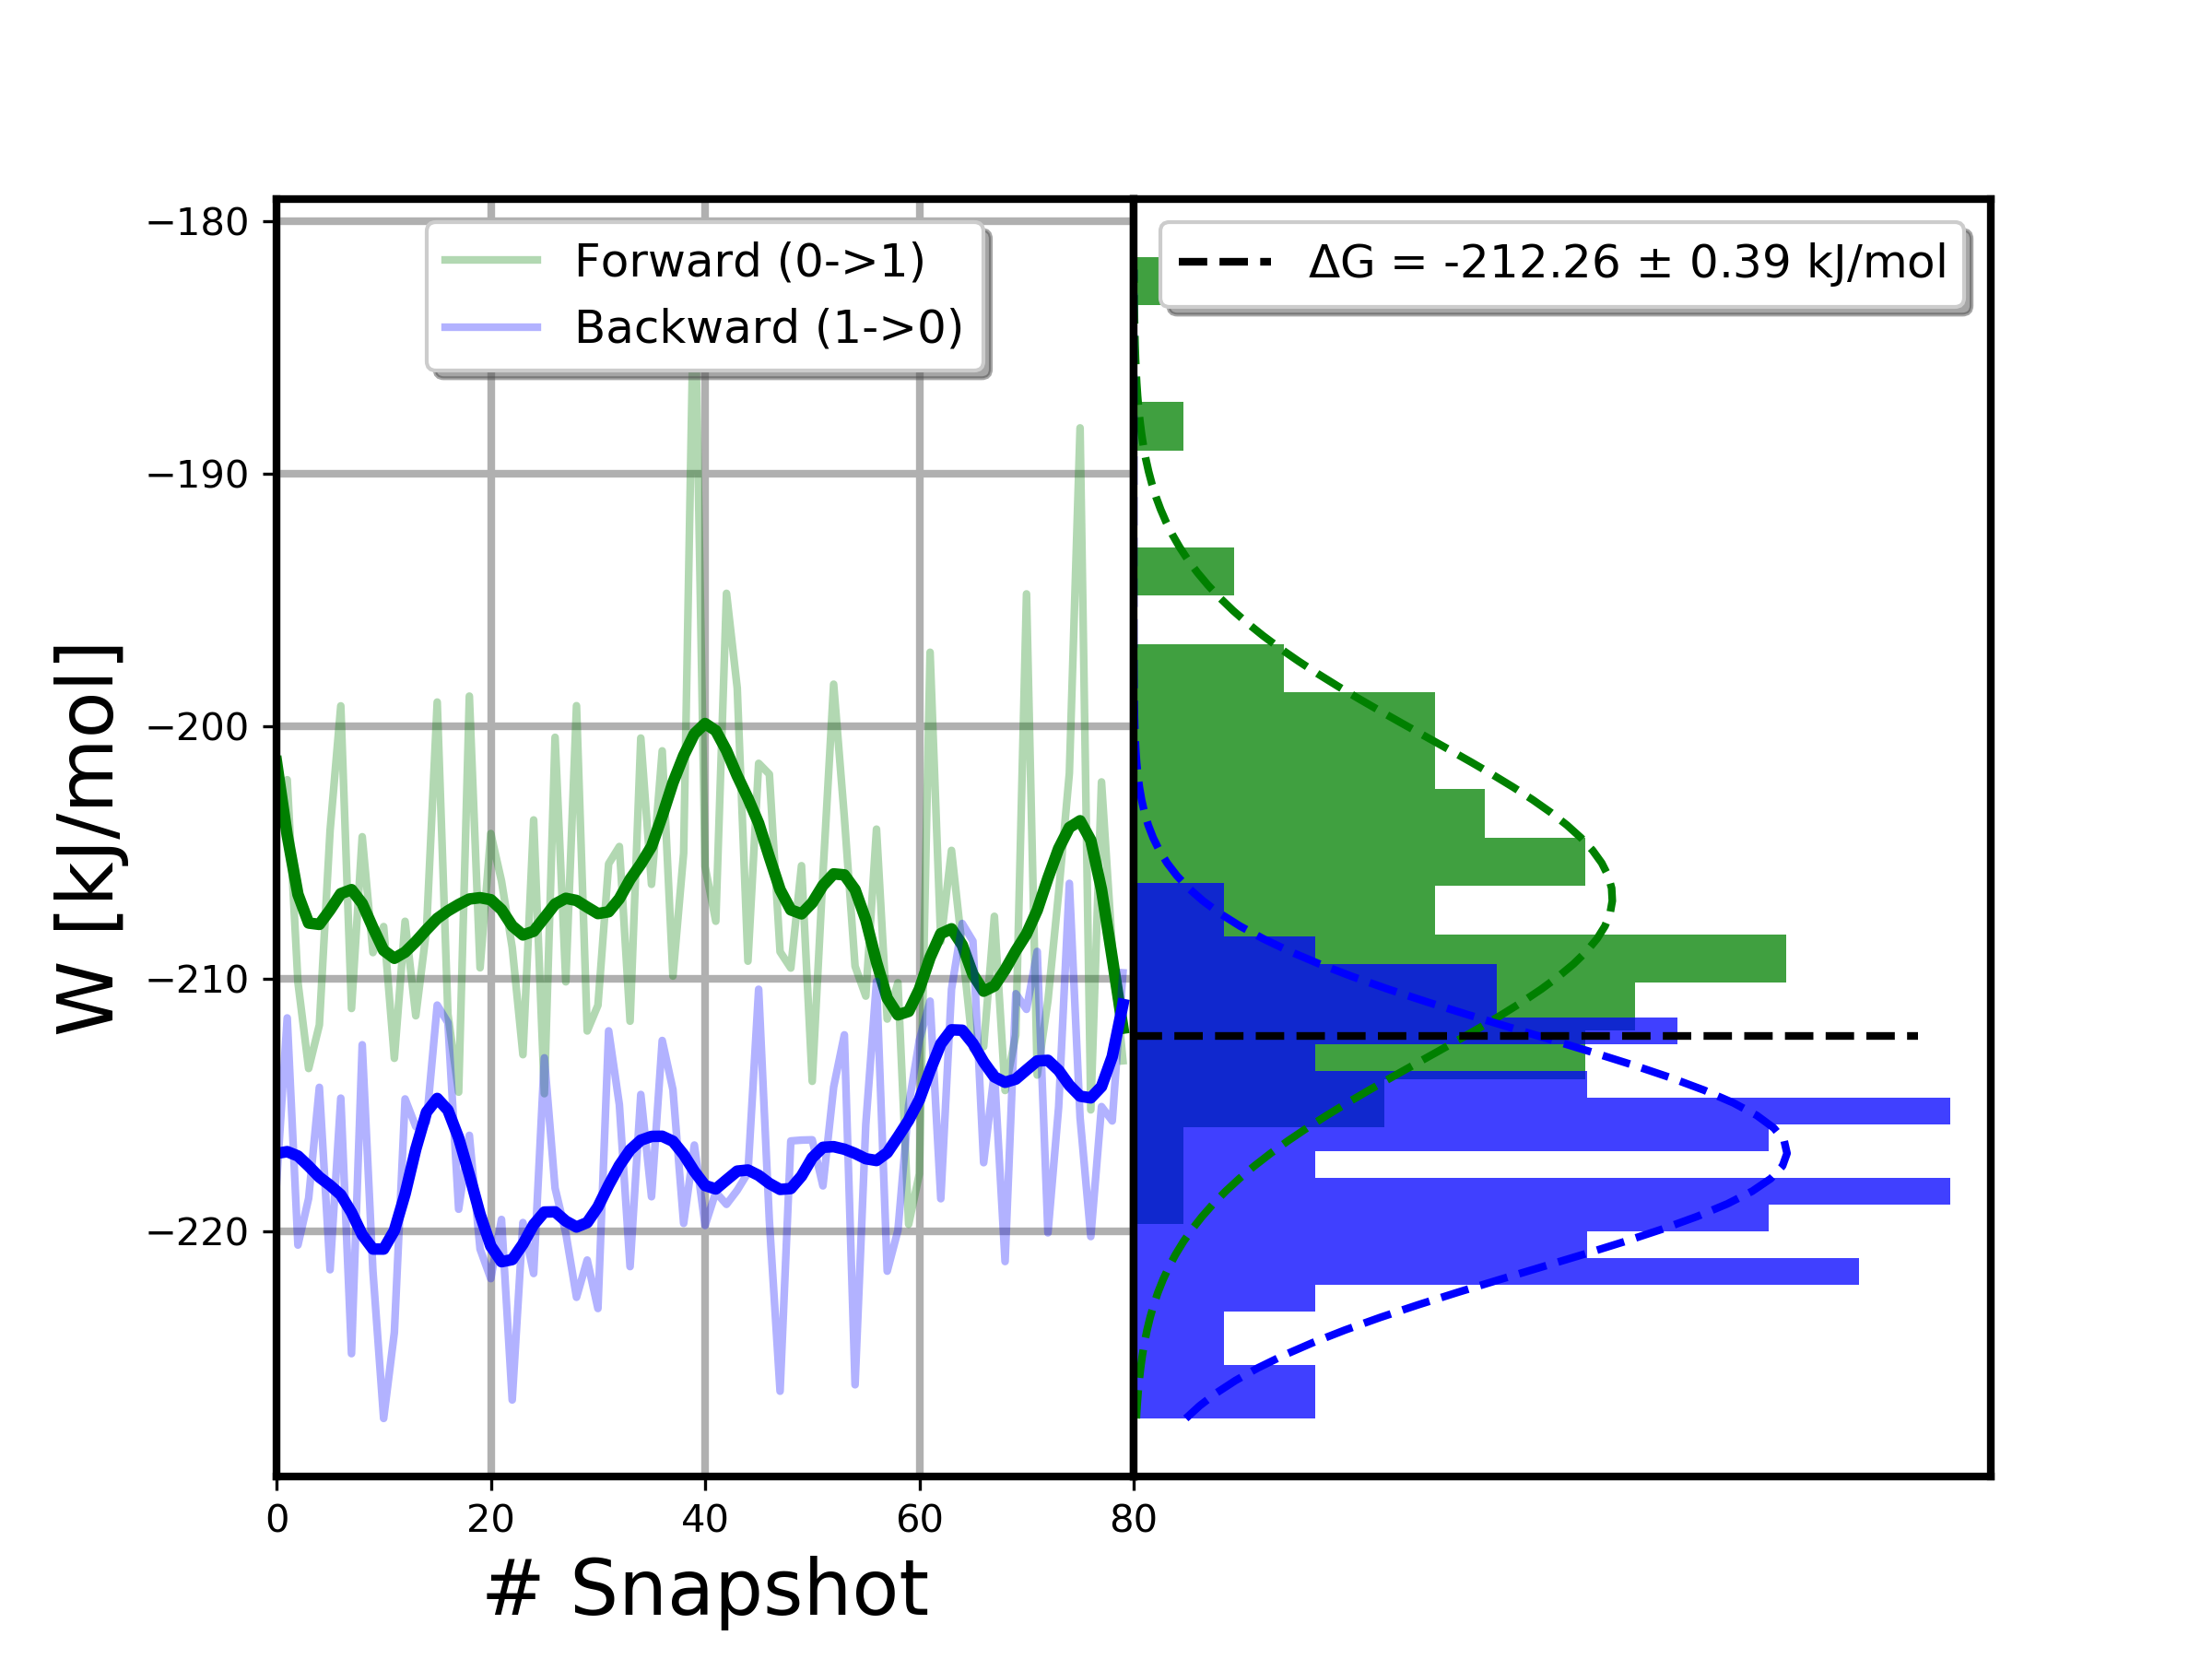 W [kJ/mol]
−180
−190
−200
−210
−220
Forward (0->1)
Backward (1->0)
ΔG = -212.26 ± 0.39 kJ/mol
0 20 40 60 80
# Snapshot